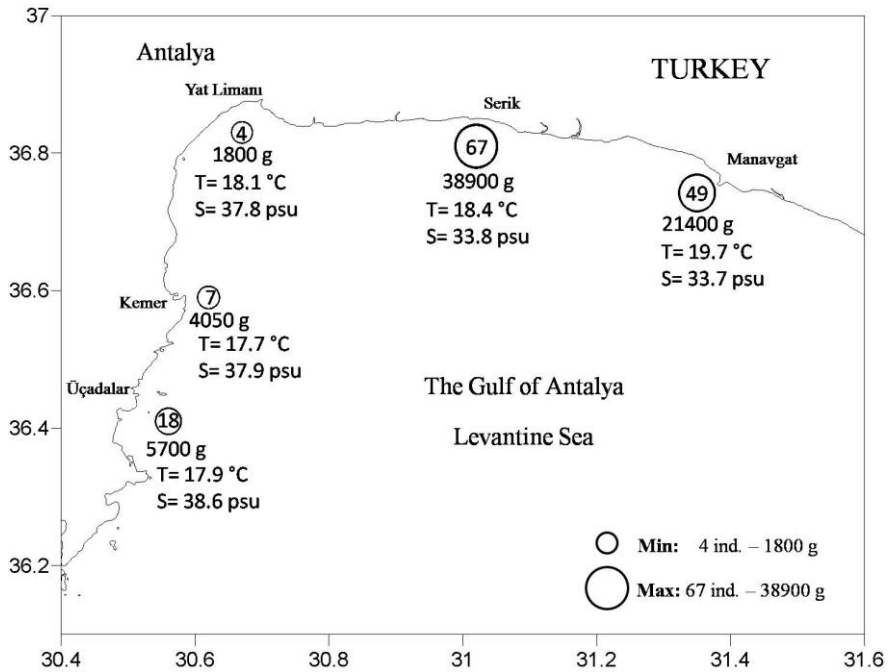 37
Antalya
TURKEY
Yat Limanı
Serik
4
67
36.8
1800 g
Manavgat
38900 g
T= 18.1 °C
49
S= 37.8 psu
T= 18.4 °C
21400 g
S= 33.8 psu
T= 19.7 °C
S= 33.7 psu
36.6
Kemer
7
4050 g
T= 17.7 °C
S= 37.9 psu
Üçadalar
The Gulf of Antalya
36.4
18
Levantine Sea
5700 g
T= 17.9 °C
S= 38.6 psu
Min: 4 ind. – 1800 g
36.2
Max: 67 ind. – 38900 g
30.4 30.6 30.8 31 31.2 31.4 31.6